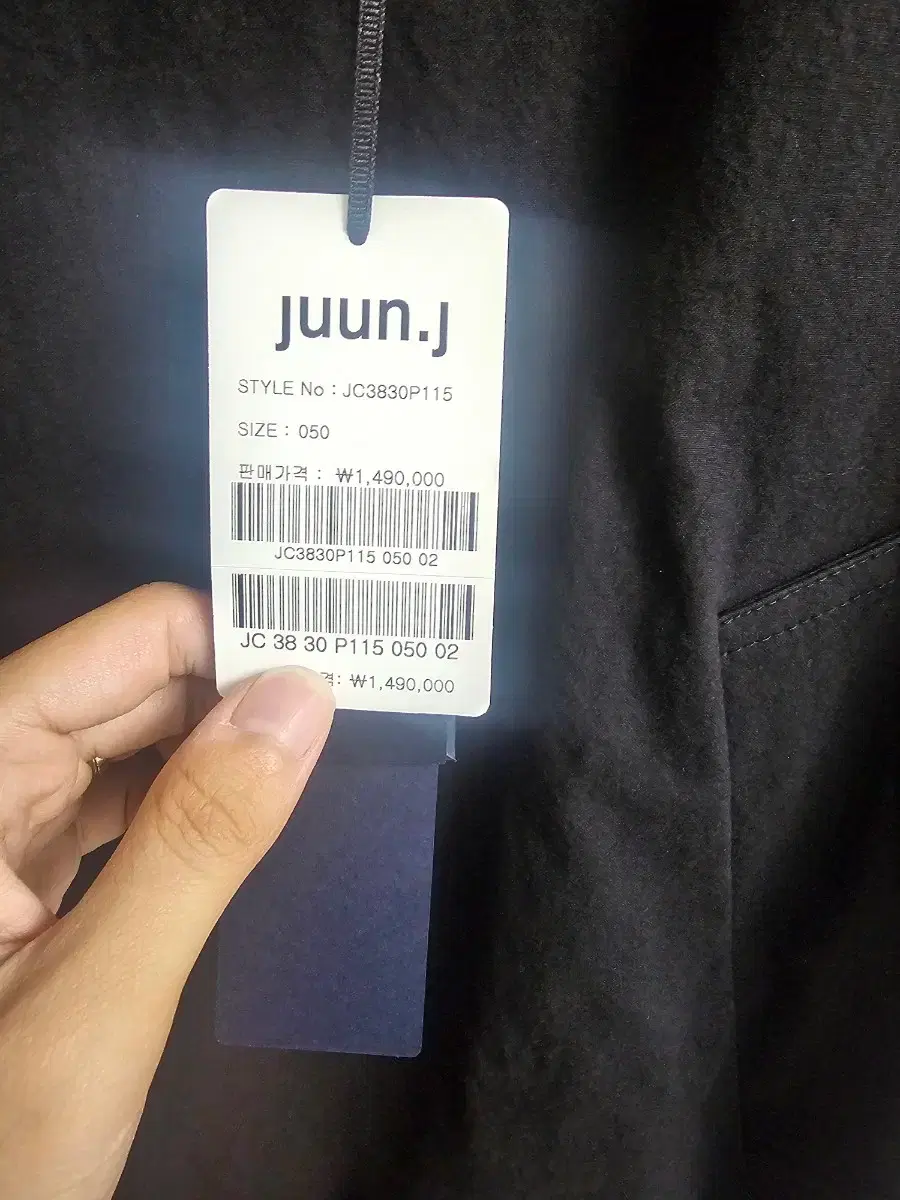 juun.j
STYLE No : JC3830P115
SIZE : 050
판매가격 : ₩1,490,000
JC3830P115 050 02
JC 38 30 P115 050 02
격: ₩1,490,000